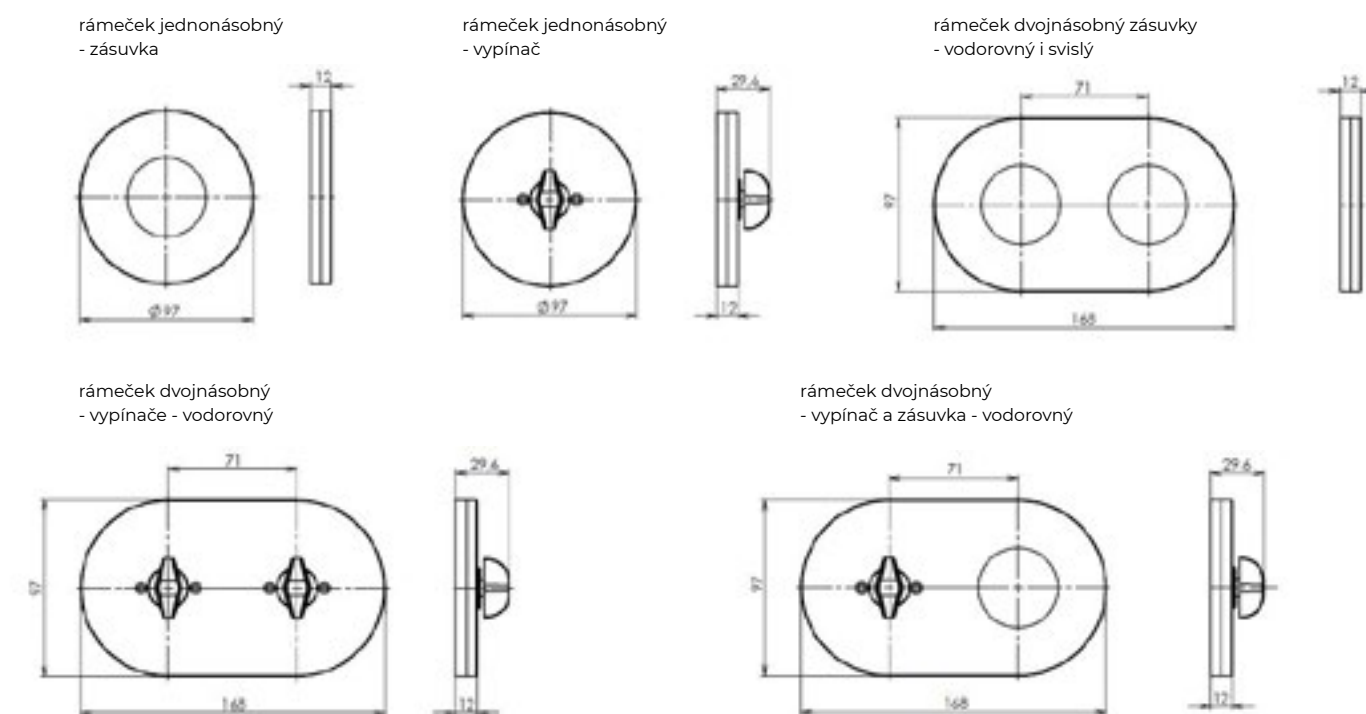 rámeček jednonásobný
- zásuvka
rámeček jednonásobný
- vypínač
rámeček dvojnásobný zásuvky
- vodorovný i svislý
12
Ø97
29.6
12
Ø97
71
97
168
12
rámeček dvojnásobný
- vypínače - vodorovný
rámeček dvojnásobný
- vypínač a zásuvka - vodorovný
71
97
168
29.6
12
71
97
168
29.6
12